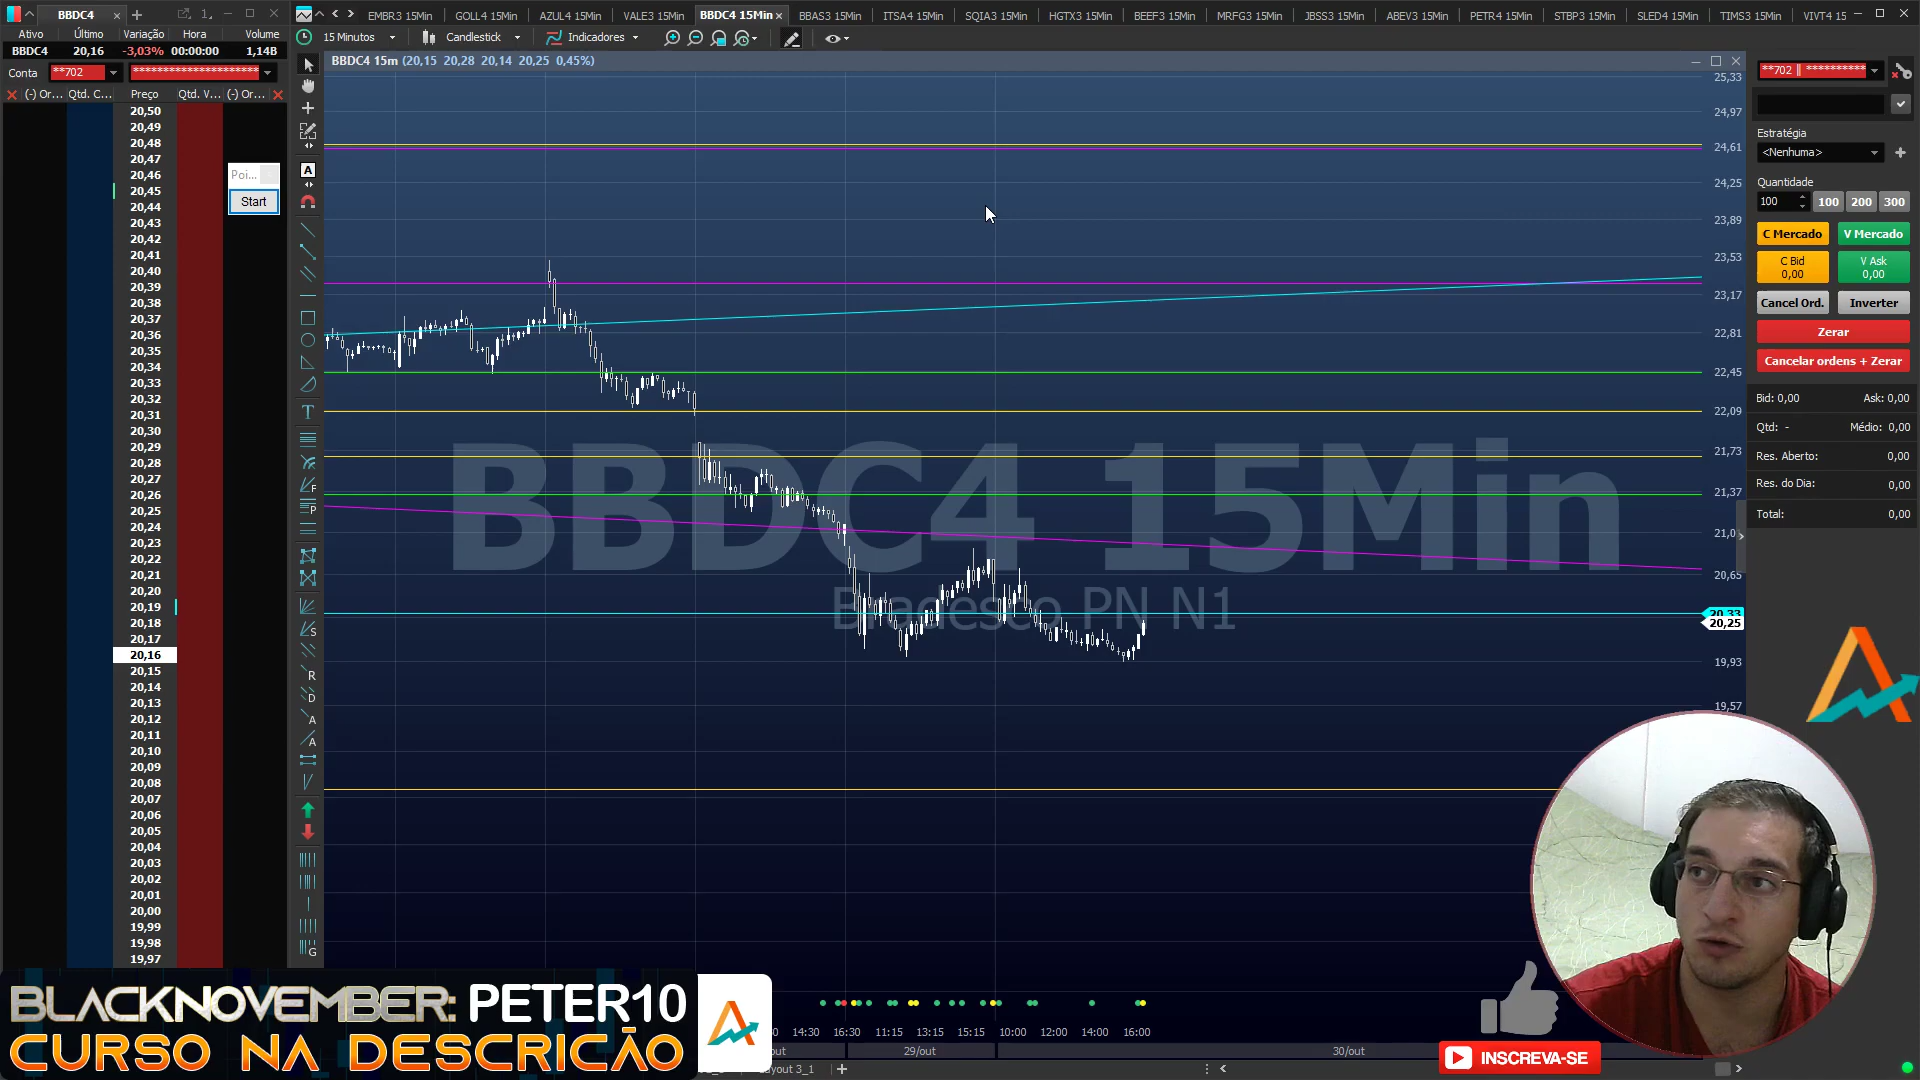 BBDC4
EMBR3 15Min GOLL4 15Min AZUL4 15Min VALE3 15Min BBDC4 15Min BBAS3 15Min ITSA4 15Min SQIA3 15Min HGTX3 15Min BEEF3 15Min MRFG3 15Min JBSS3 15Min ABEV3 15Min PETR4 15Min STBP3 15Min SLED4 15Min TIMS3 15Min VIVT4 15
Ativo Último Variação Hora Volume
15 Minutos Candlestick Indicadores
BBDC4 20,16 -3,03% 00:00:00 1,14B
BBDC4 15m (20,15 20,28 20,14 20,25 0,45%)
Conta **702 **********************
(-) Or... Qtd. C... Preço Qtd. V... (-) Or...
20,50
20,49
20,48
20,47
20,46
20,45
20,44
20,43
20,42
20,41
20,40
20,39
20,38
20,37
20,36
20,35
20,34
20,33
20,32
20,31
20,30
20,29
20,28
20,27
20,26
20,25
20,24
20,23
20,22
20,21
20,20
20,19
20,18
20,17
20,16
20,15
20,14
20,13
20,12
20,11
20,10
20,09
20,08
20,07
20,06
20,05
20,04
20,03
20,02
20,01
20,00
19,99
19,98
19,97
Poi...
Start
BBDC4 15Min
Bradesco PN N1
25,33
24,97
24,61
24,25
23,89
23,53
23,17
22,81
22,45
22,09
21,73
21,37
21,0
20,65
20,33
20,25
19,93
19,57
**702 || **********
Estratégia
<Nenhuma>
Quantidade
100 100 200 300
C Mercado V Mercado
C Bid V Ask
0,00 0,00
Cancel Ord. Inverter
Zerar
Cancelar ordens + Zerar
Bid: 0,00 Ask: 0,00
Qtd: - Médio: 0,00
Res. Aberto: 0,00
Res. do Dia: 0,00
Total: 0,00
14:30 16:30 11:15 13:15 15:15 10:00 12:00 14:00 16:00
out 29/out 30/out
ayout 3_1
BLACKNOVEMBER: PETER10
CURSO NA DESCRICÃO
INSCREVA-SE